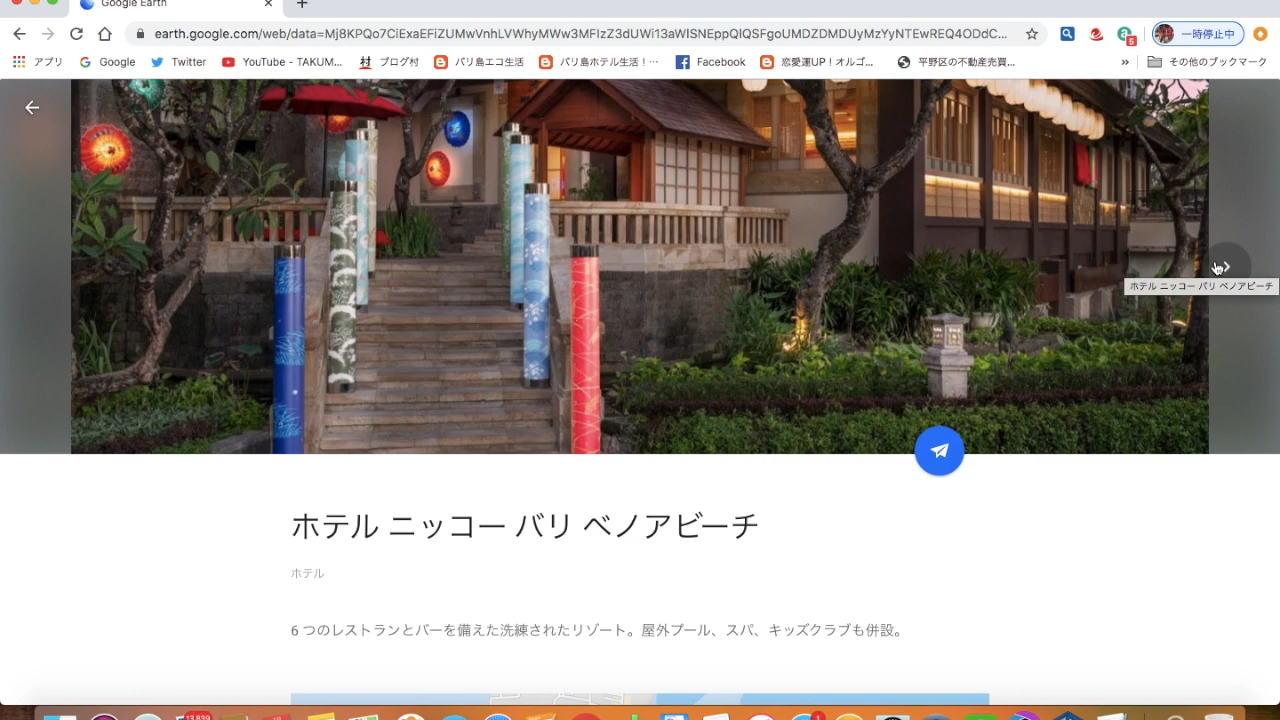 Google Earth
earth.google.com/web/data=Mj8KPQo7CiExaEFiZUMwVnhLVWhyMWw3MFIzZ3dUWi13aWlSNEppQlQSFgoUMDZDMDUyMzYyNTEwREQ4ODdC...
5
一時停止中
アプリ
Google
Twitter
YouTube - TAKUM...
ブログ村
バリ島エコ生活
バリ島ホテル生活！…
Facebook
恋愛運UP！オルゴ...
平野区の不動産売買...
»
その他のブックマーク
ホテル ニッコー バリ ベノアビーチ
ホテル ニッコー バリ ベノアビーチ
ホテル
6 つのレストランとバーを備えた洗練されたリゾート。屋外プール、スパ、キッズクラブも併設。
13,839
1